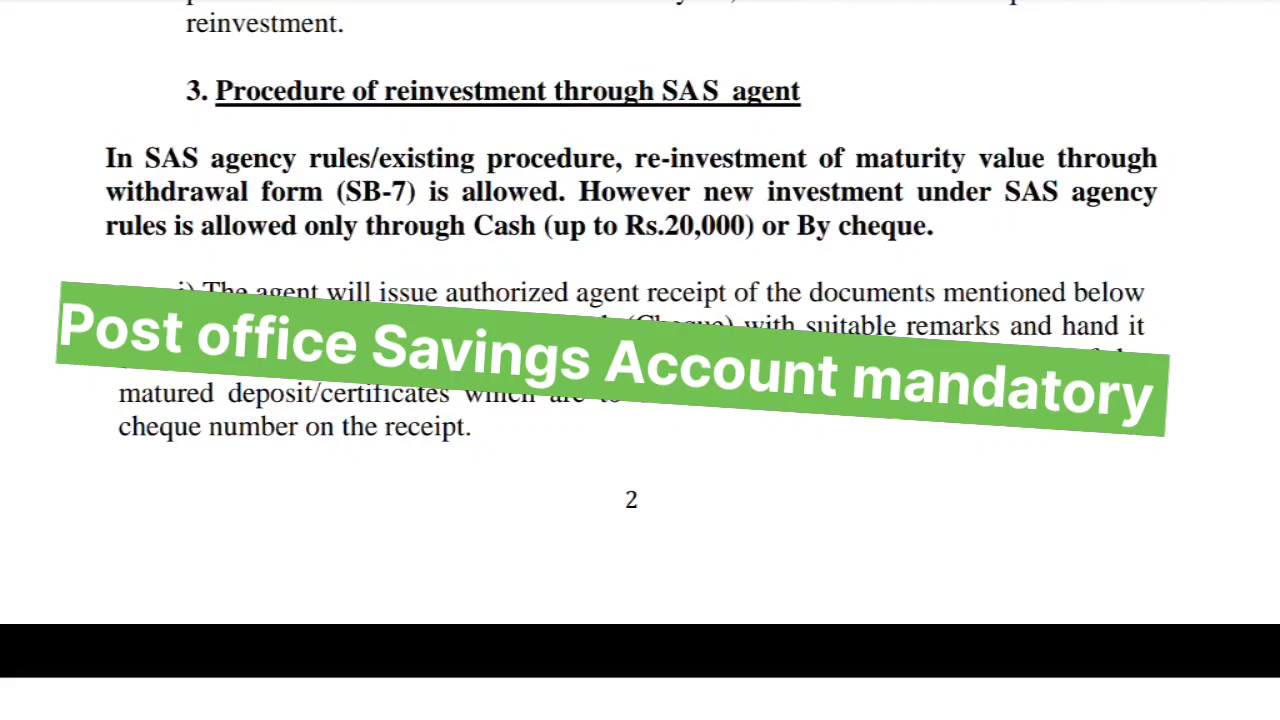 reinvestment.
3. Procedure of reinvestment through SAS agent
In SAS agency rules/existing procedure, re-investment of maturity value through
withdrawal form (SB-7) is allowed. However new investment under SAS agency
rules is allowed only through Cash (up to Rs.20,000) or By cheque.
i) The agent will issue authorized agent receipt of the documents mentioned below
(Cheque) with suitable remarks and hand it
Post office Savings Account mandatory
matured deposit/certificates which are to
cheque number on the receipt.
2